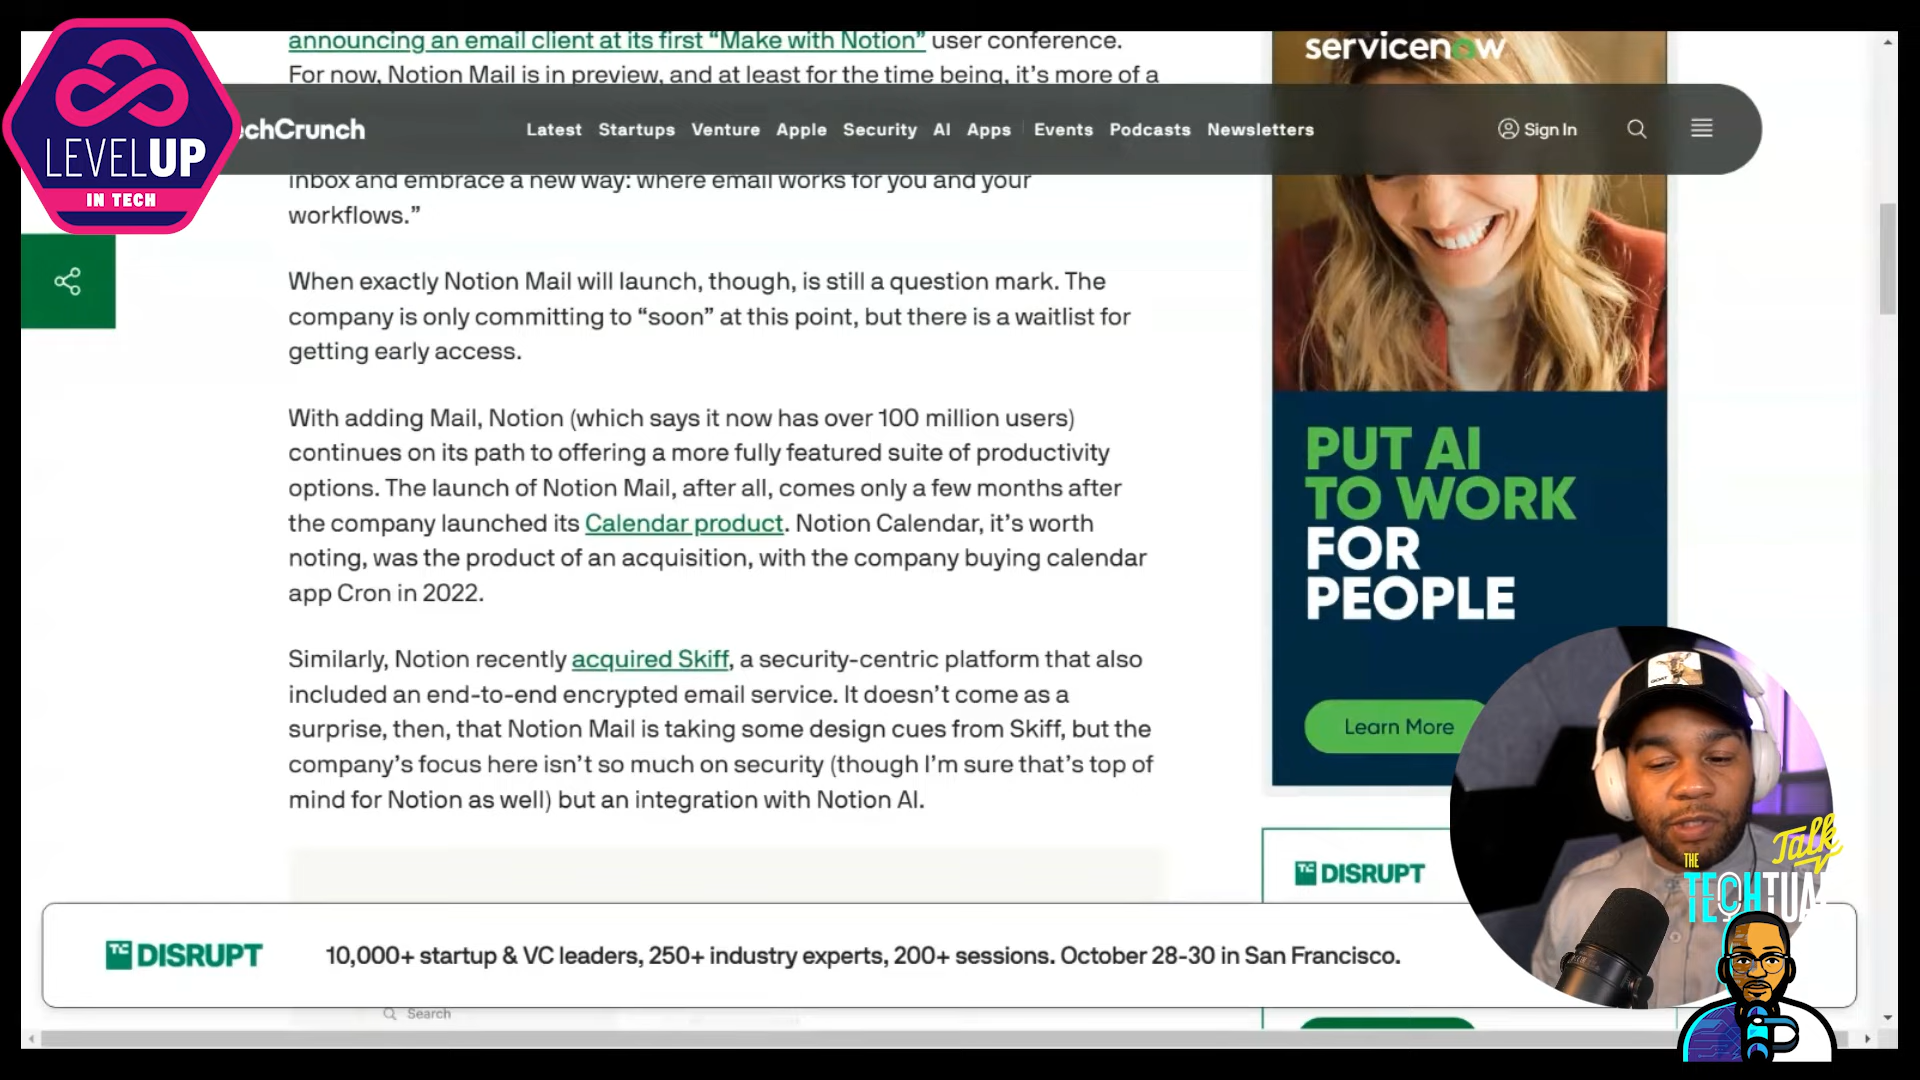 announcing an email client at its first “Make with Notion” user conference.
For now, Notion Mail is in preview, and at least for the time being, it’s more of a
echCrunch
Latest Startups Venture Apple Security AI Apps Events Podcasts Newsletters
Sign In
inbox and embrace a new way: where email works for you and your
workflows.”
When exactly Notion Mail will launch, though, is still a question mark. The
company is only committing to “soon” at this point, but there is a waitlist for
getting early access.
With adding Mail, Notion (which says it now has over 100 million users)
continues on its path to offering a more fully featured suite of productivity
options. The launch of Notion Mail, after all, comes only a few months after
the company launched its Calendar product. Notion Calendar, it’s worth
noting, was the product of an acquisition, with the company buying calendar
app Cron in 2022.
Similarly, Notion recently acquired Skiff, a security-centric platform that also
included an end-to-end encrypted email service. It doesn’t come as a
surprise, then, that Notion Mail is taking some design cues from Skiff, but the
company’s focus here isn’t so much on security (though I’m sure that’s top of
mind for Notion as well) but an integration with Notion AI.
LEVELUP
IN TECH
servicenow
PUT AI
TO WORK
FOR
PEOPLE
Learn More
TC DISRUPT
TC DISRUPT
10,000+ startup & VC leaders, 250+ industry experts, 200+ sessions. October 28-30 in San Francisco.
Search
GOAT
THE
TECHTUA
Talk